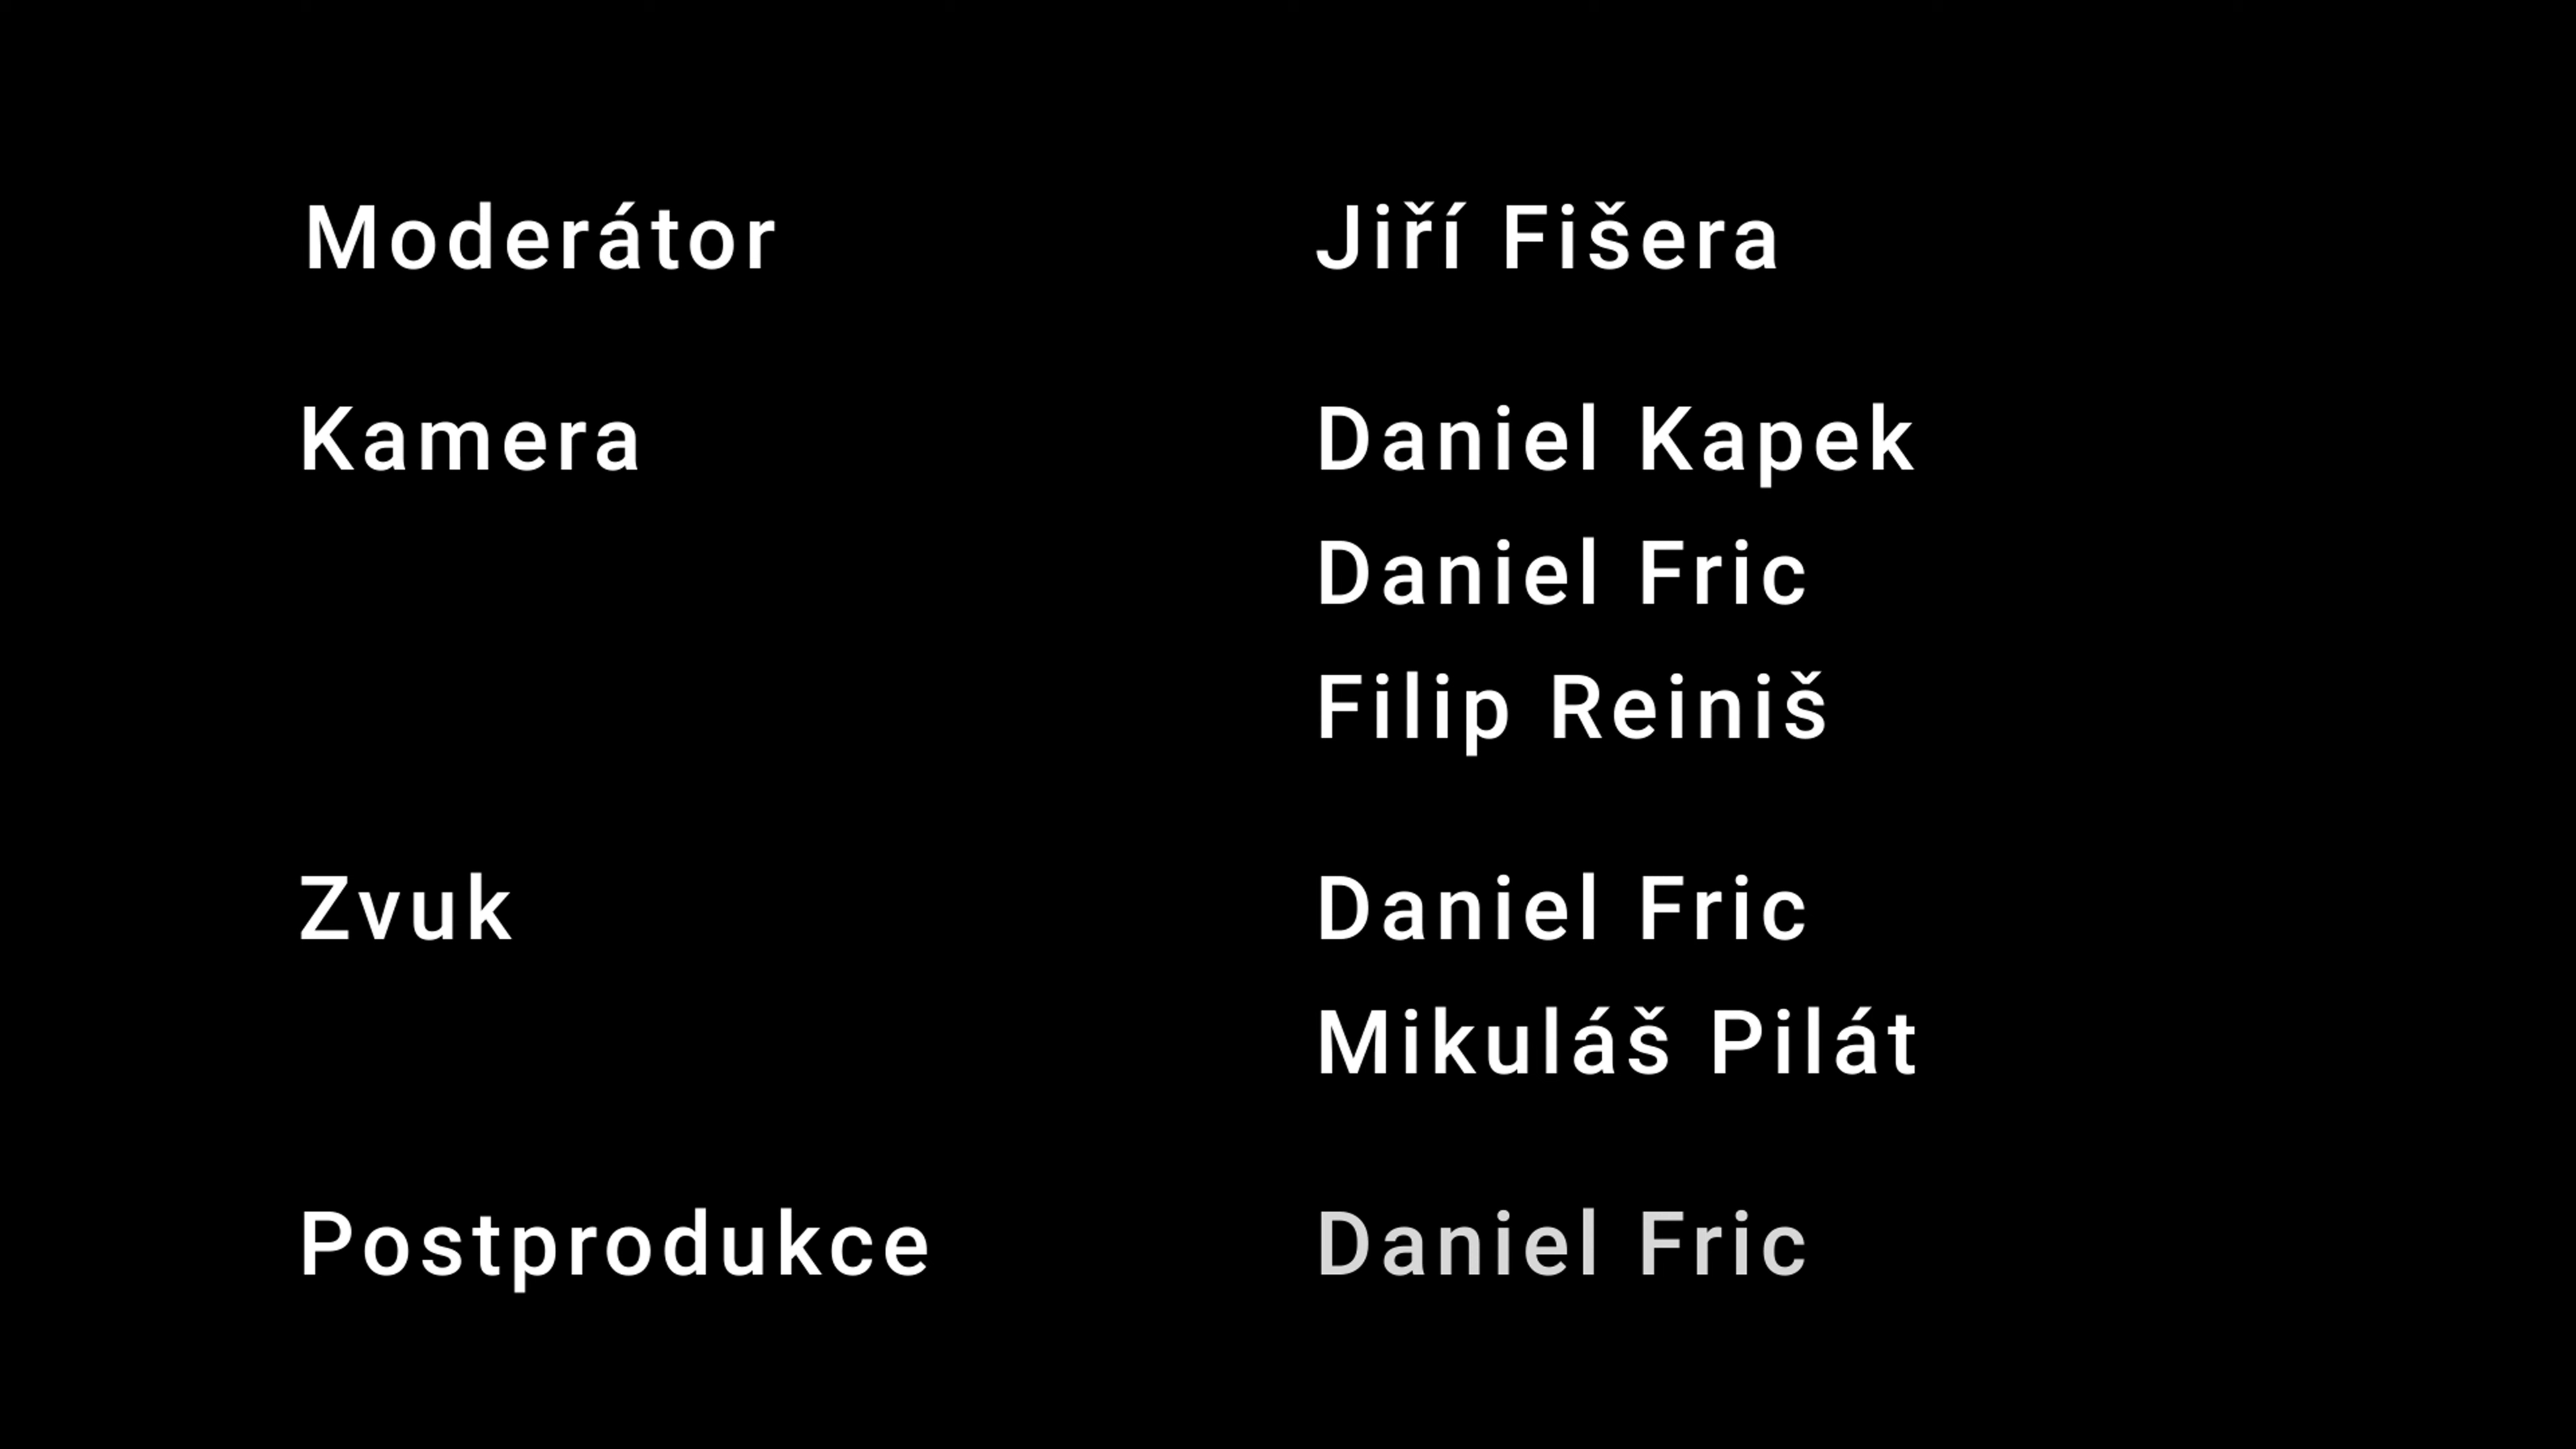 Moderátor Jiří Fišera
Kamera Daniel Kapek
Daniel Fric
Filip Reiniš
Zvuk Daniel Fric
Mikuláš Pilát
Postprodukce Daniel Fric